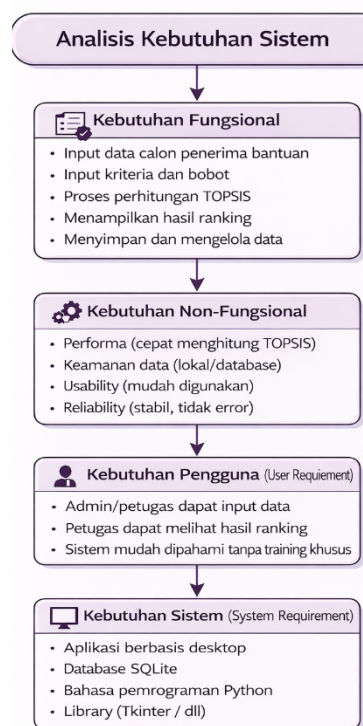 Analisis Kebutuhan Sistem
Kebutuhan Fungsional
• Input data calon penerima bantuan
• Input kriteria dan bobot
• Proses perhitungan TOPSIS
• Menampilkan hasil ranking
• Menyimpan dan mengelola data
Kebutuhan Non-Fungsional
• Performa (cepat menghitung TOPSIS)
• Keamanan data (lokal/database)
• Usability (mudah digunakan)
• Reliability (stabil, tidak error)
Kebutuhan Pengguna (User Requiement)
• Admin/petugas dapat input data
• Petugas dapat melihat hasil ranking
• Sistem mudah dipahami tanpa training khusus
Kebutuhan Sistem (System Requirement)
• Aplikasi berbasis desktop
• Database SQLite
• Bahasa pemrograman Python
• Library (Tkinter / dll)